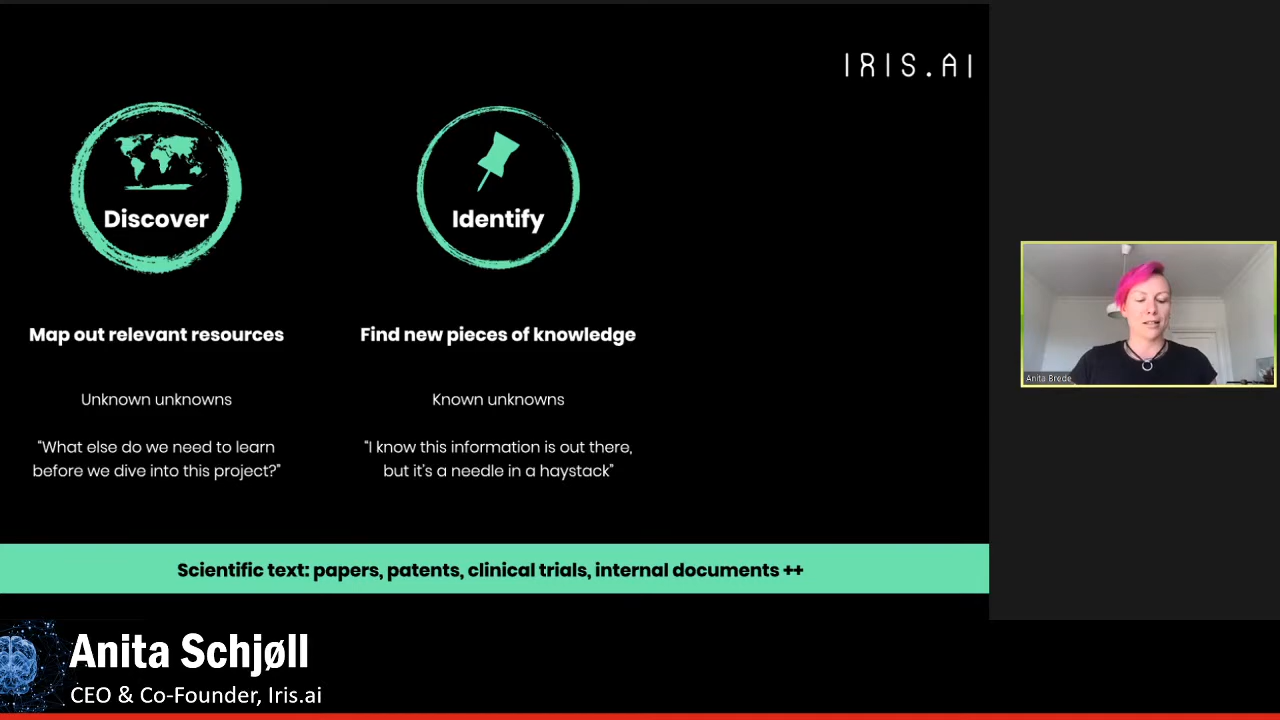 IRIS.AI
Discover
Identify
Map out relevant resources
Find new pieces of knowledge
Unknown unknowns
Known unknowns
“What else do we need to learn
before we dive into this project?”
“I know this information is out there,
but it’s a needle in a haystack”
Scientific text: papers, patents, clinical trials, internal documents ++
Anita Brede
Anita Schjøll
CEO & Co-Founder, Iris.ai